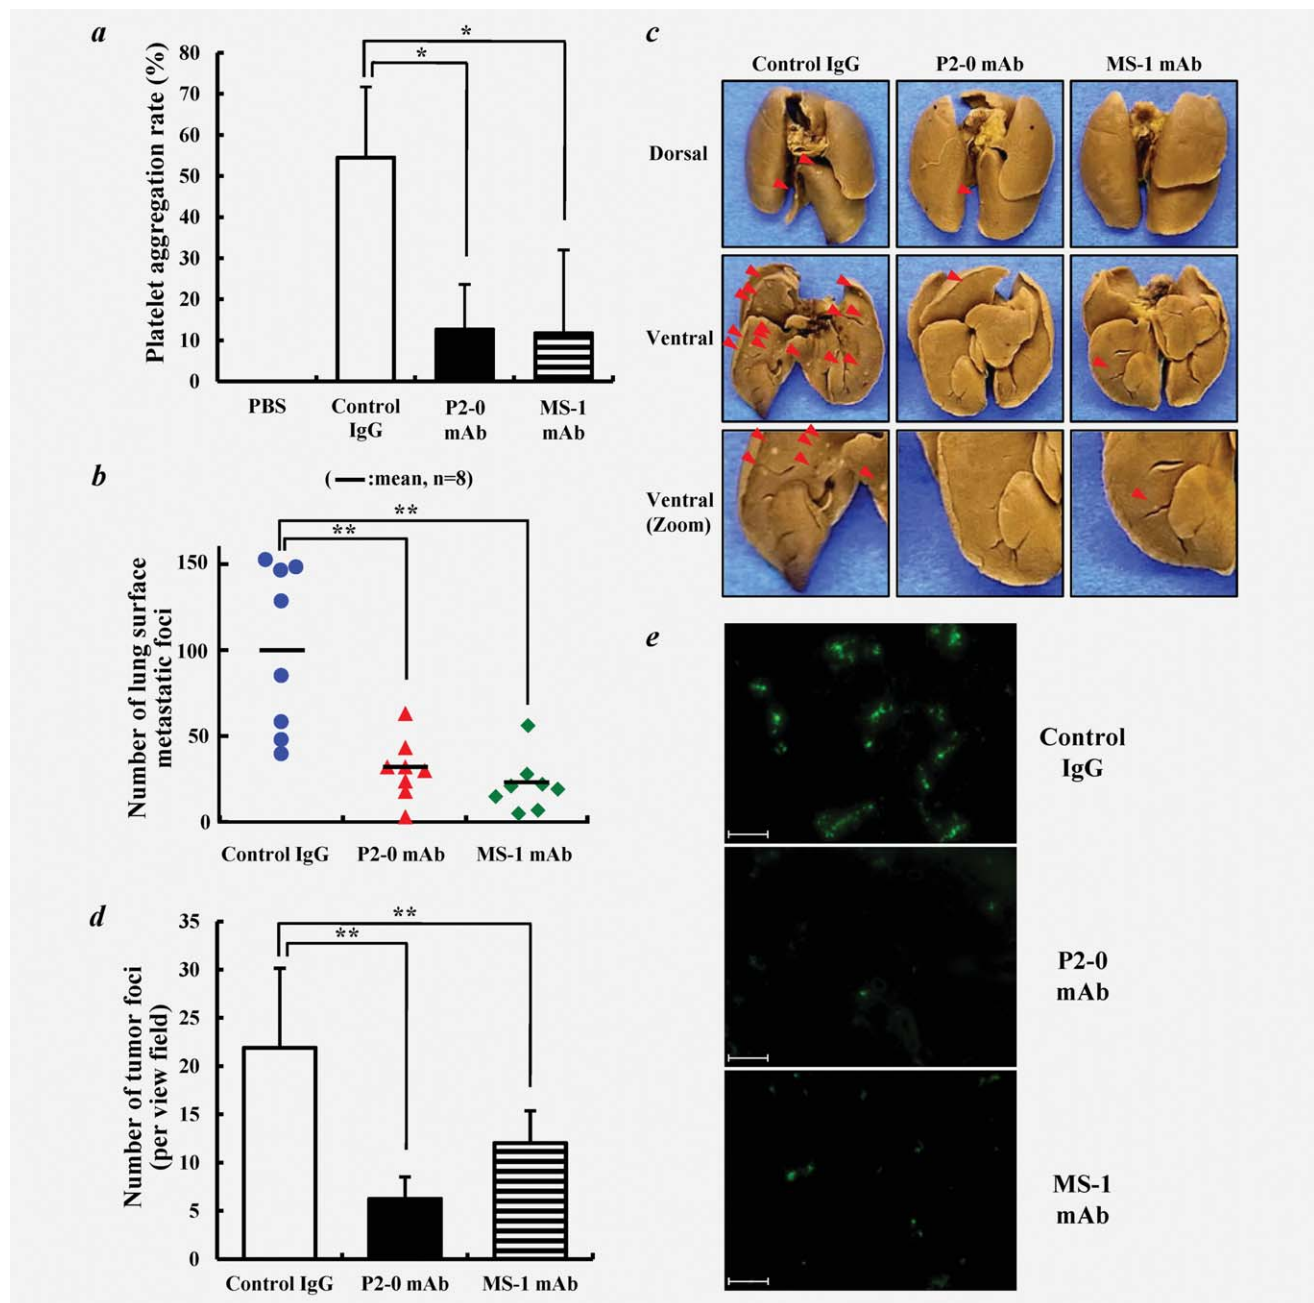 a
Platelet aggregation rate (%)
80
70
60
50
40
30
20
10
0
*
*
PBS
Control
IgG
P2-0
mAb
MS-1
mAb
b
( :mean, n=8)
Number of lung surface
metastatic foci
150
100
50
0
**
**
Control IgG
P2-0 mAb
MS-1 mAb
c
Control IgG
P2-0 mAb
MS-1 mAb
Dorsal
Ventral
Ventral
(Zoom)
d
Number of tumor foci
(per view field)
35
30
25
20
15
10
5
0
**
**
Control IgG
P2-0 mAb
MS-1 mAb
e
Control
IgG
P2-0
mAb
MS-1
mAb